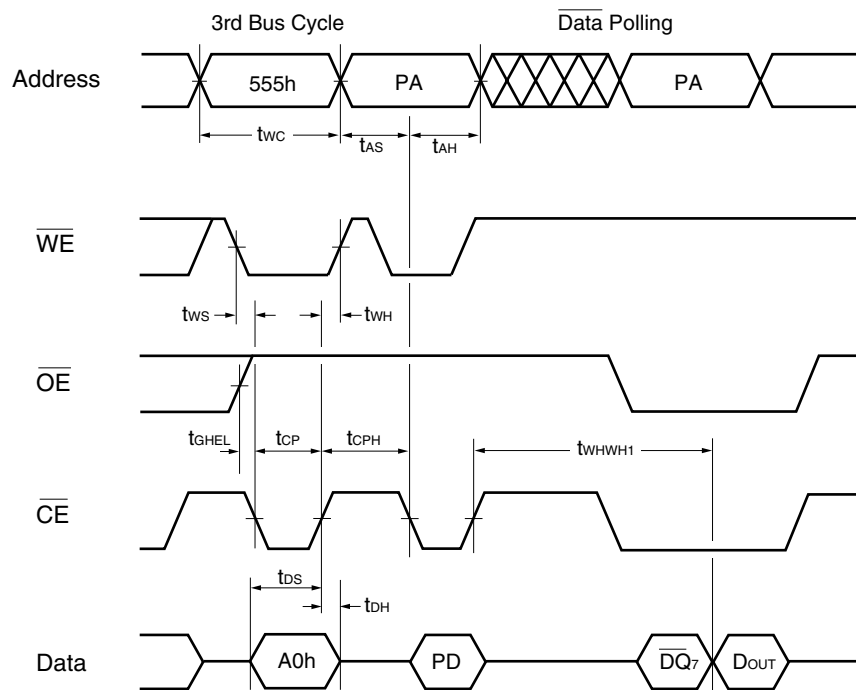 3rd Bus Cycle
Data Polling
Address
555h
PA
PA
tWC
tAS
tAH
WE
tWS
tWH
OE
tGHEL
tCP
tCPH
tWHWH1
CE
tDS
tDH
Data
A0h
PD
DQ7
DOUT